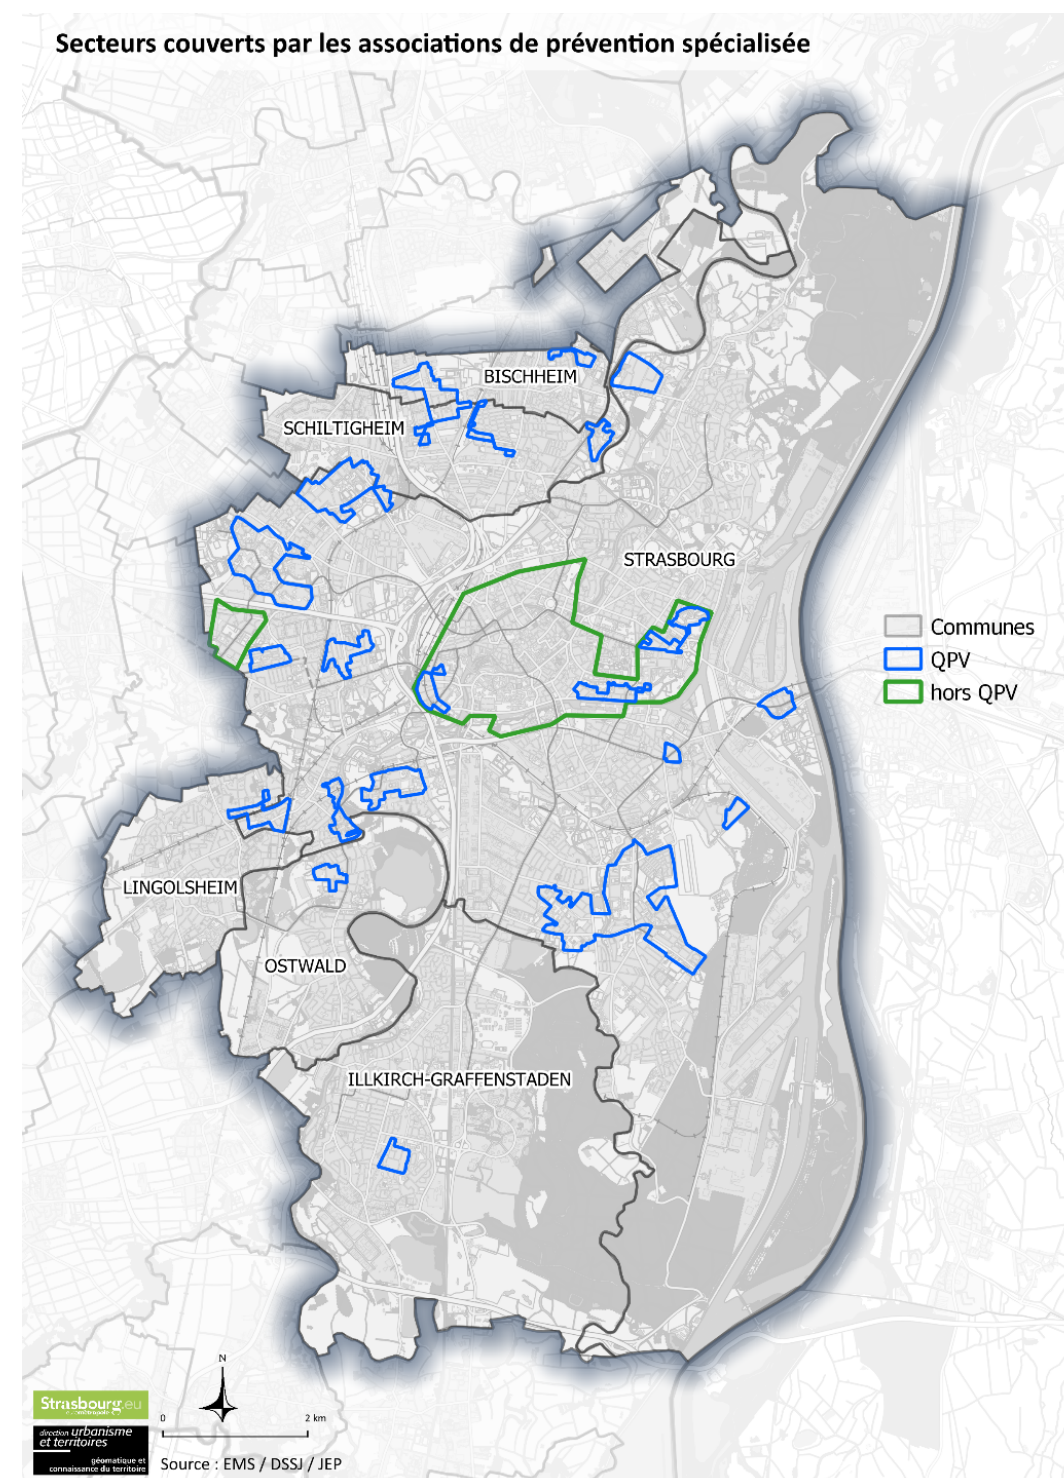 Secteurs couverts par les associations de prévention spécialisée
BISCHHEIM
SCHILTIGHEIM
STRASBOURG
Communes
QPV
hors QPV
LINGOLSHEIM
OSTWALD
ILLKIRCH-GRAFFENSTADEN
N
Strasbourg.eu
0 2 km
direction urbanisme
et territoires
géomatique et
connaissance du territoire
Source : EMS / DSSJ / JEP